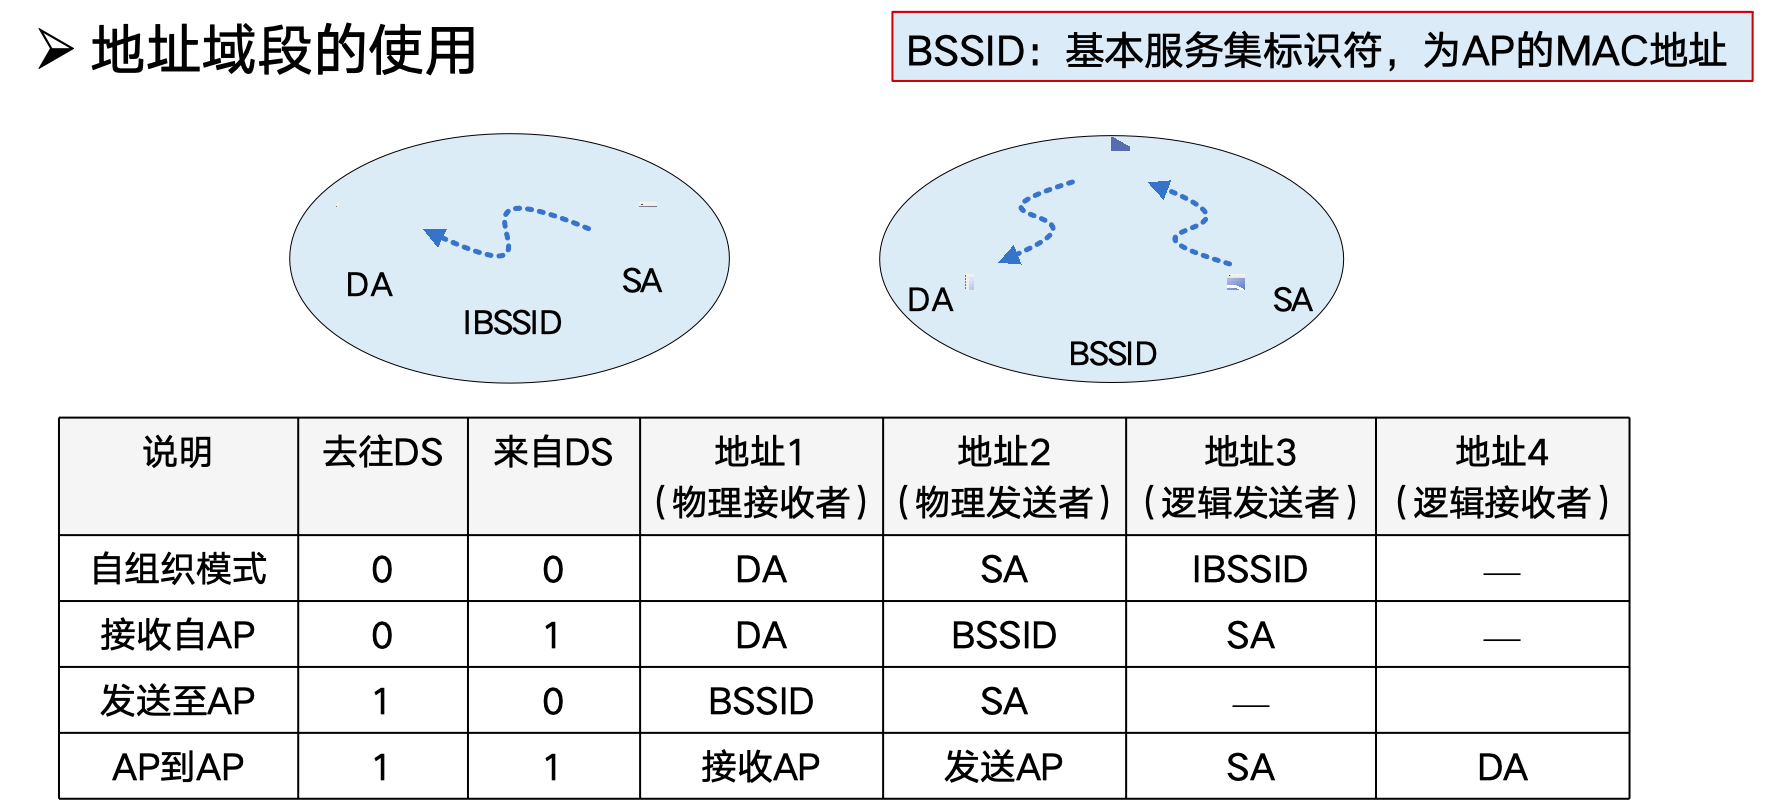 ➢ 地址域段的使用
BSSID：基本服务集标识符，为AP的MAC地址
DA
SA
IBSSID
DA
SA
BSSID
说明 去往DS 来自DS 地址1 地址2 地址3 地址4
（物理接收者） （物理发送者） （逻辑发送者） （逻辑接收者）
自组织模式 0 0 DA SA IBSSID —
接收自AP 0 1 DA BSSID SA —
发送至AP 1 0 BSSID SA —
AP到AP 1 1 接收AP 发送AP SA DA